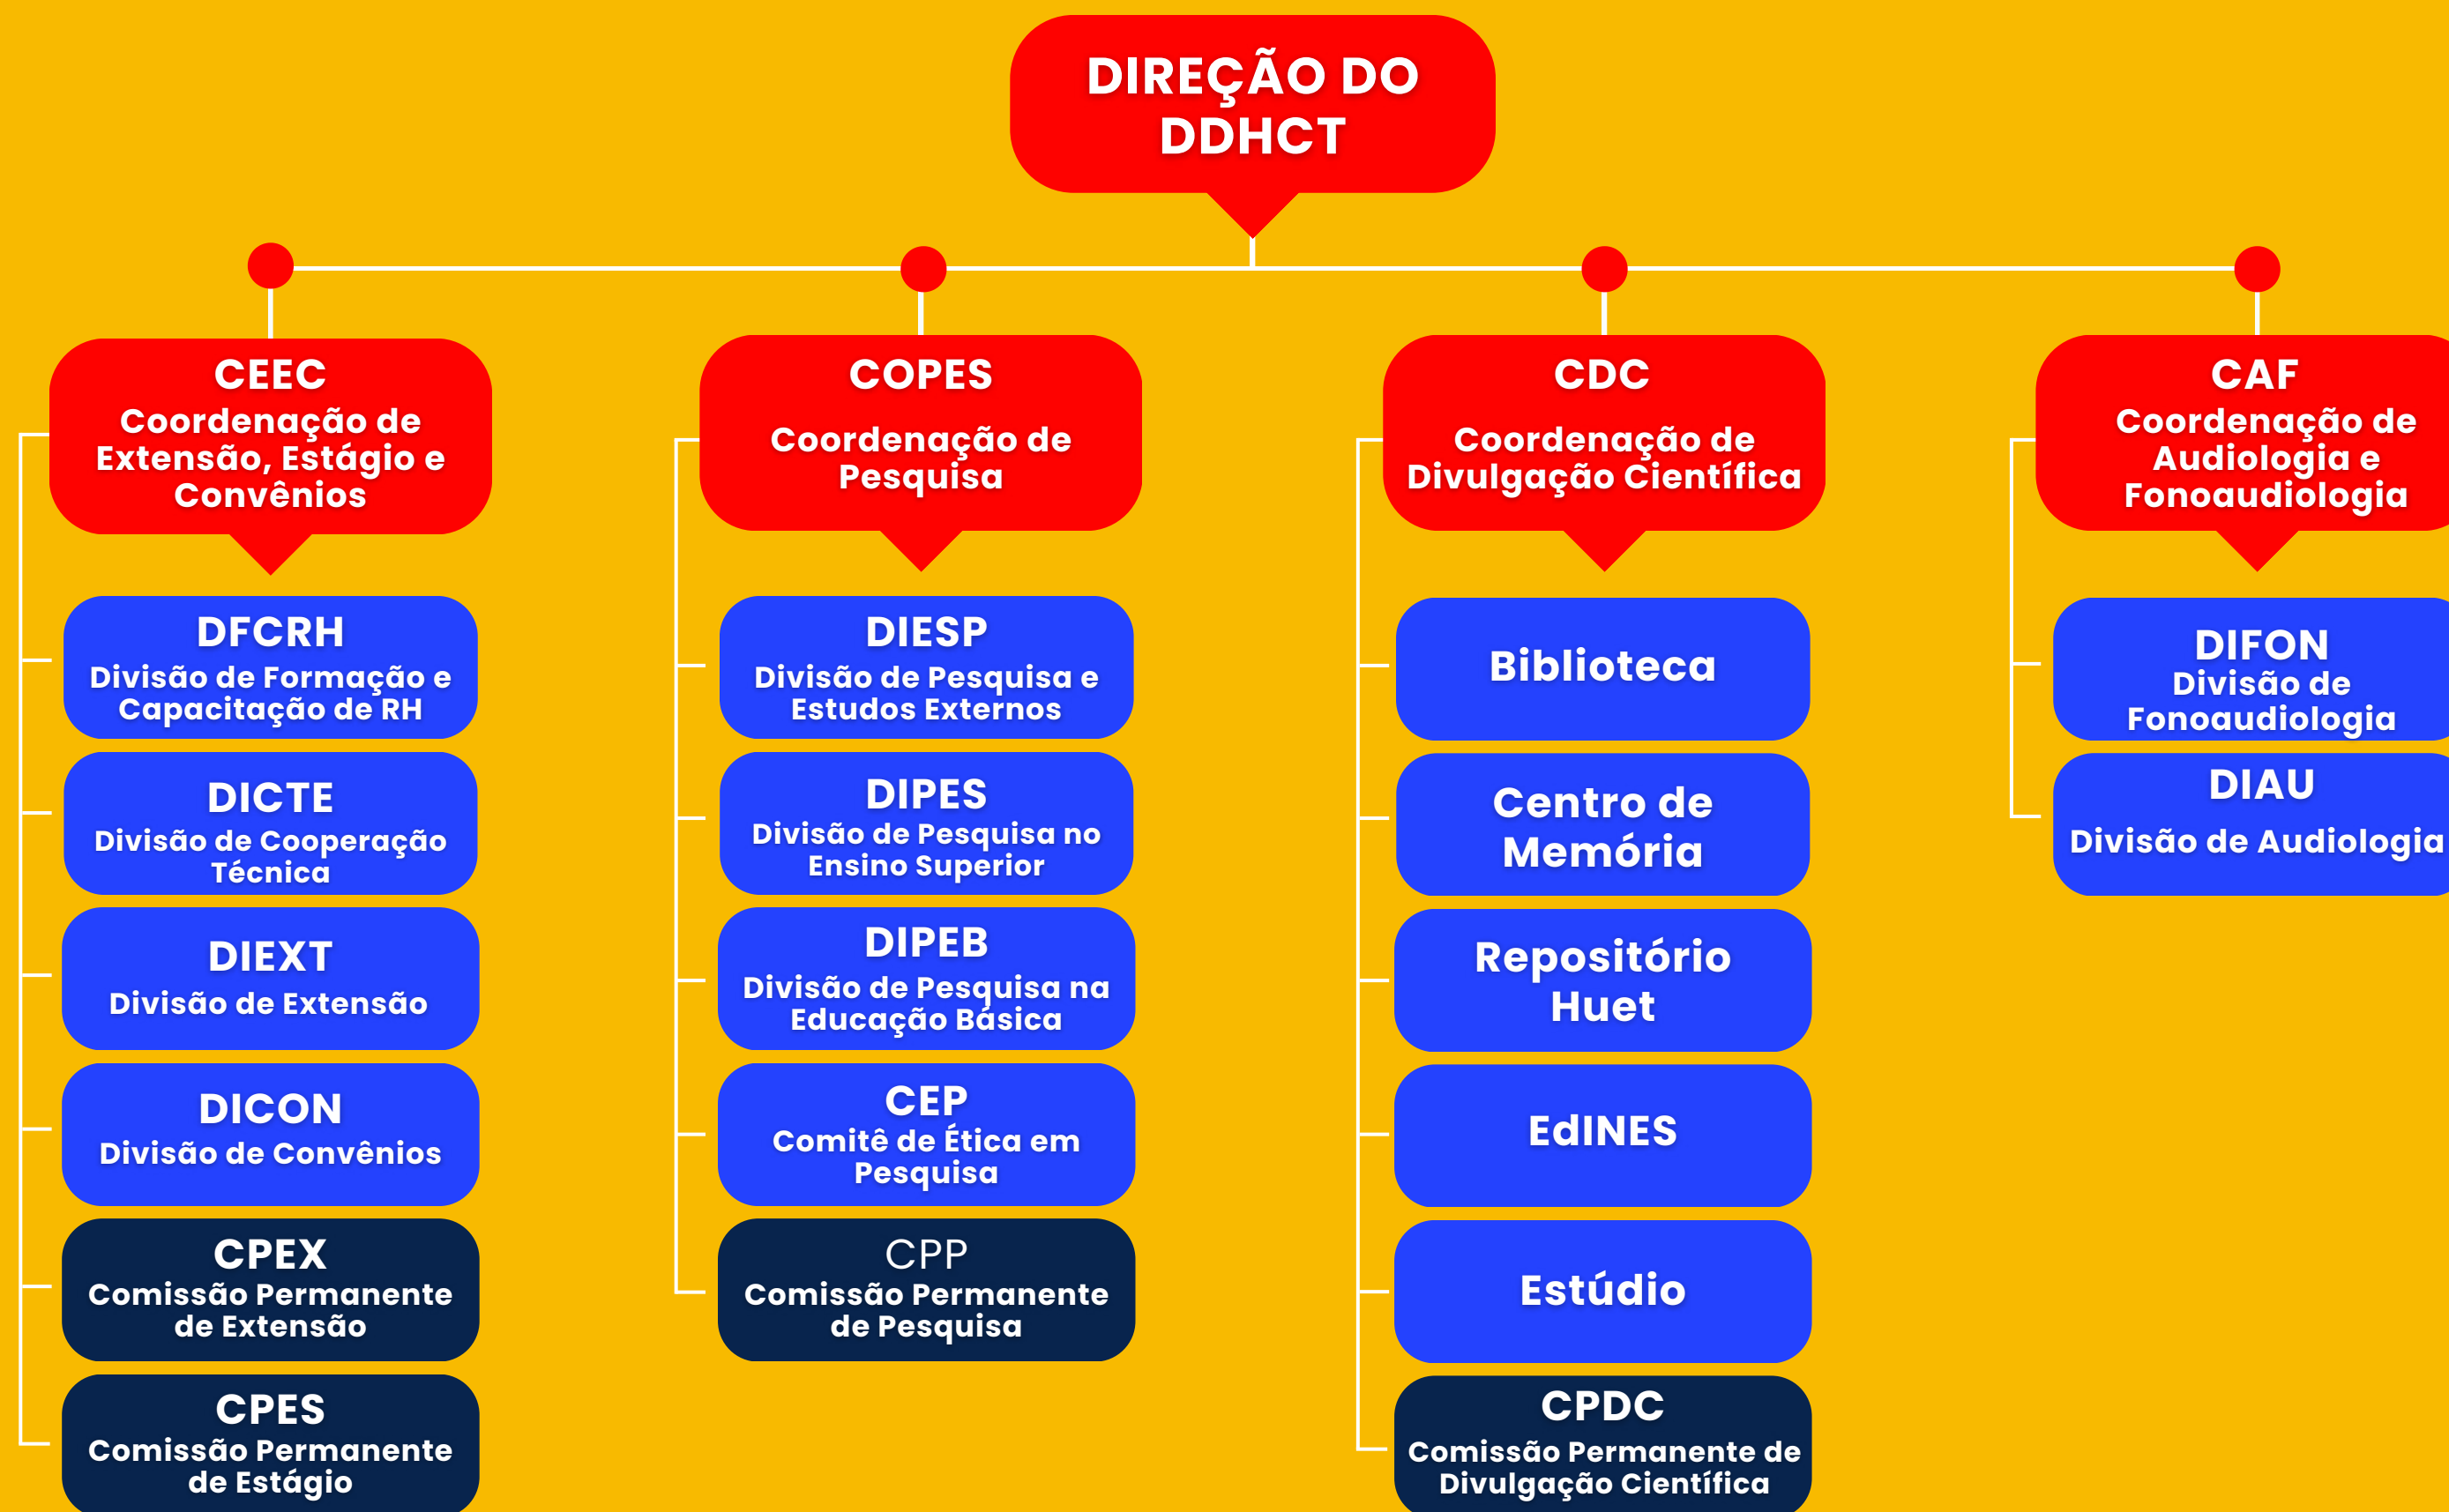 DIREÇÃO DO
DDHCT
CEEC
Coordenação de
Extensão, Estágio e
Convênios
DFCRH
Divisão de Formação e
Capacitação de RH
DICTE
Divisão de Cooperação
Técnica
DIEXT
Divisão de Extensão
DICON
Divisão de Convênios
CPEX
Comissão Permanente
de Extensão
CPES
Comissão Permanente
de Estágio
COPES
Coordenação de
Pesquisa
DIESP
Divisão de Pesquisa e
Estudos Externos
DIPES
Divisão de Pesquisa no
Ensino Superior
DIPEB
Divisão de Pesquisa na
Educação Básica
CEP
Comitê de Ética em
Pesquisa
CPP
Comissão Permanente
de Pesquisa
CDC
Coordenação de
Divulgação Científica
Biblioteca
Centro de
Memória
Repositório
Huet
EdINES
Estúdio
CPDC
Comissão Permanente de
Divulgação Científica
CAF
Coordenação de
Audiologia e
Fonoaudiologia
DIFON
Divisão de
Fonoaudiologia
DIAU
Divisão de Audiologia